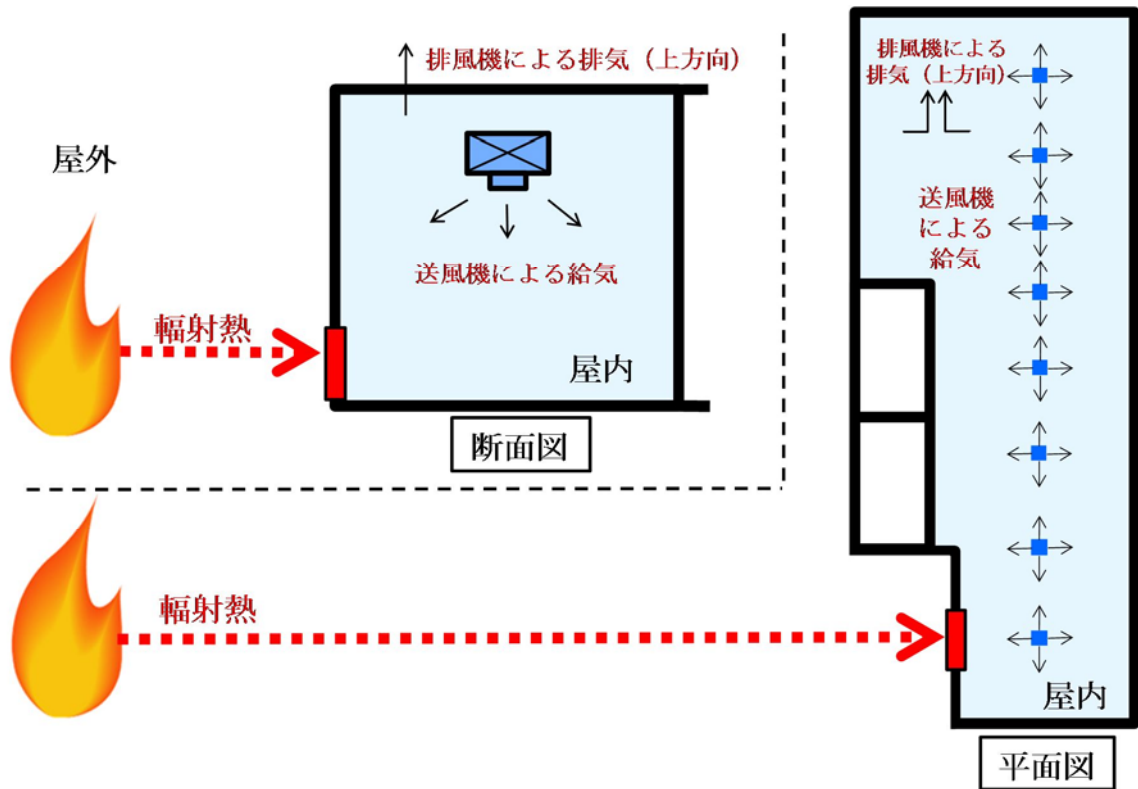 排風機による排気（上方向）
屋外
送風機による給気
輻射熱
屋内
断面図
輻射熱
排風機による
排気（上方向）
送風機
による
給気
屋内
平面図